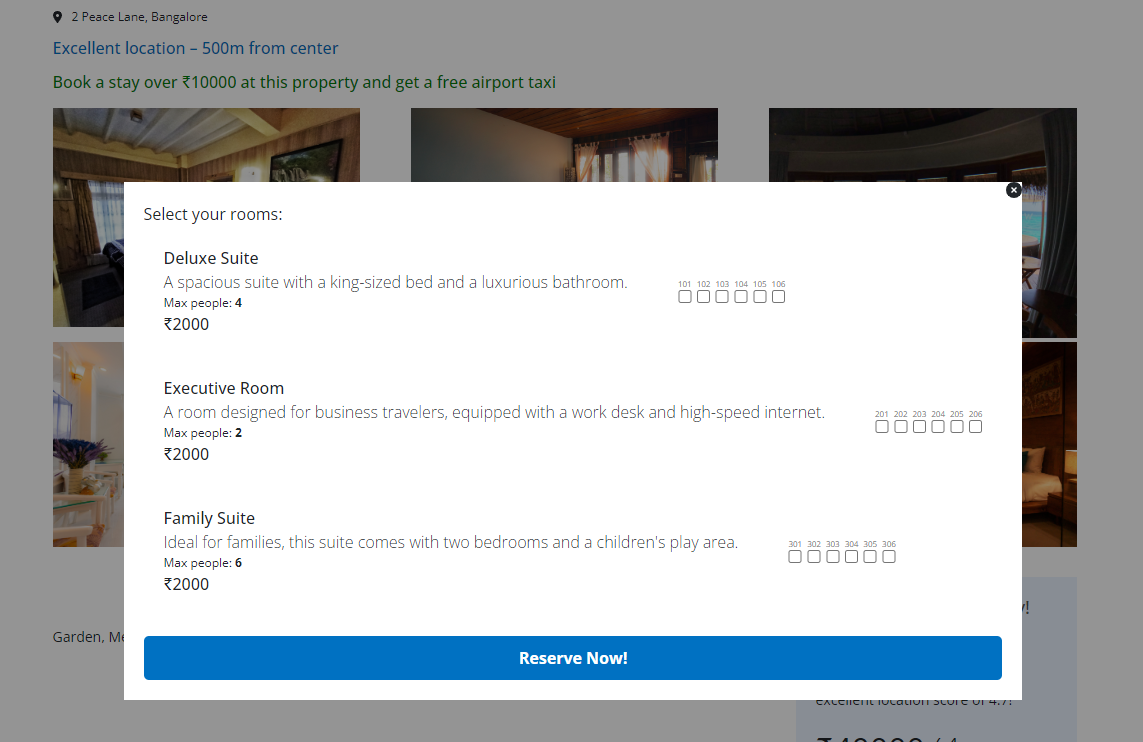 2 Peace Lane, Bangalore
Excellent location – 500m from center
Book a stay over ₹10000 at this property and get a free airport taxi
Select your rooms:
Deluxe Suite
A spacious suite with a king-sized bed and a luxurious bathroom.
Max people: 4
₹2000
101 102 103 104 105 106
Executive Room
A room designed for business travelers, equipped with a work desk and high-speed internet.
Max people: 2
₹2000
201 202 203 204 205 206
Family Suite
Ideal for families, this suite comes with two bedrooms and a children's play area.
Max people: 6
₹2000
301 302 303 304 305 306
Reserve Now!
Garden,
excellent location score of 4.7!